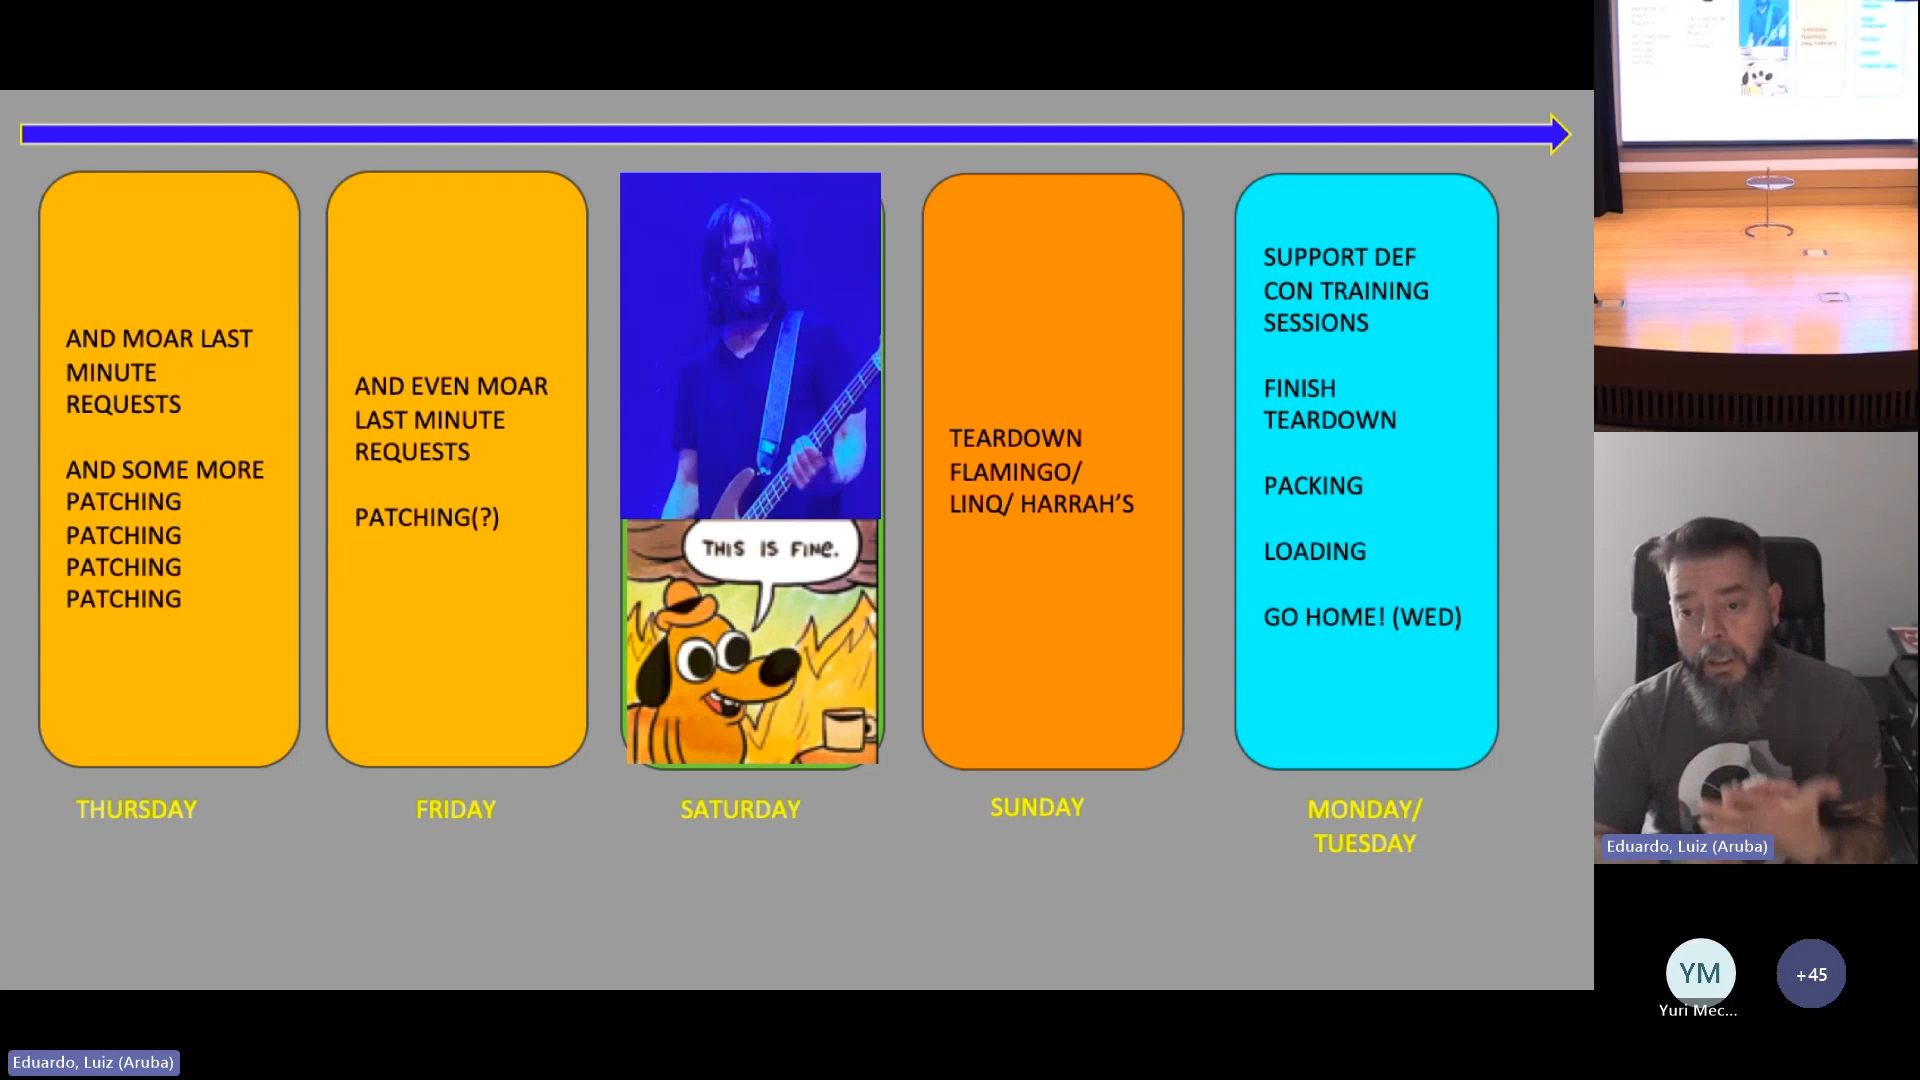 AND MOAR LAST
MINUTE
REQUESTS
AND SOME MORE
PATCHING
PATCHING
PATCHING
PATCHING
THURSDAY
AND EVEN MOAR
LAST MINUTE
REQUESTS
PATCHING(?)
FRIDAY
THIS IS FINE.
SATURDAY
TEARDOWN
FLAMINGO/
LINQ/ HARRAH'S
SUNDAY
SUPPORT DEF
CON TRAINING
SESSIONS
FINISH
TEARDOWN
PACKING
LOADING
GO HOME! (WED)
MONDAY/
TUESDAY
Eduardo, Luiz (Aruba)
YM
Yuri Mec...
+45
Eduardo, Luiz (Aruba)